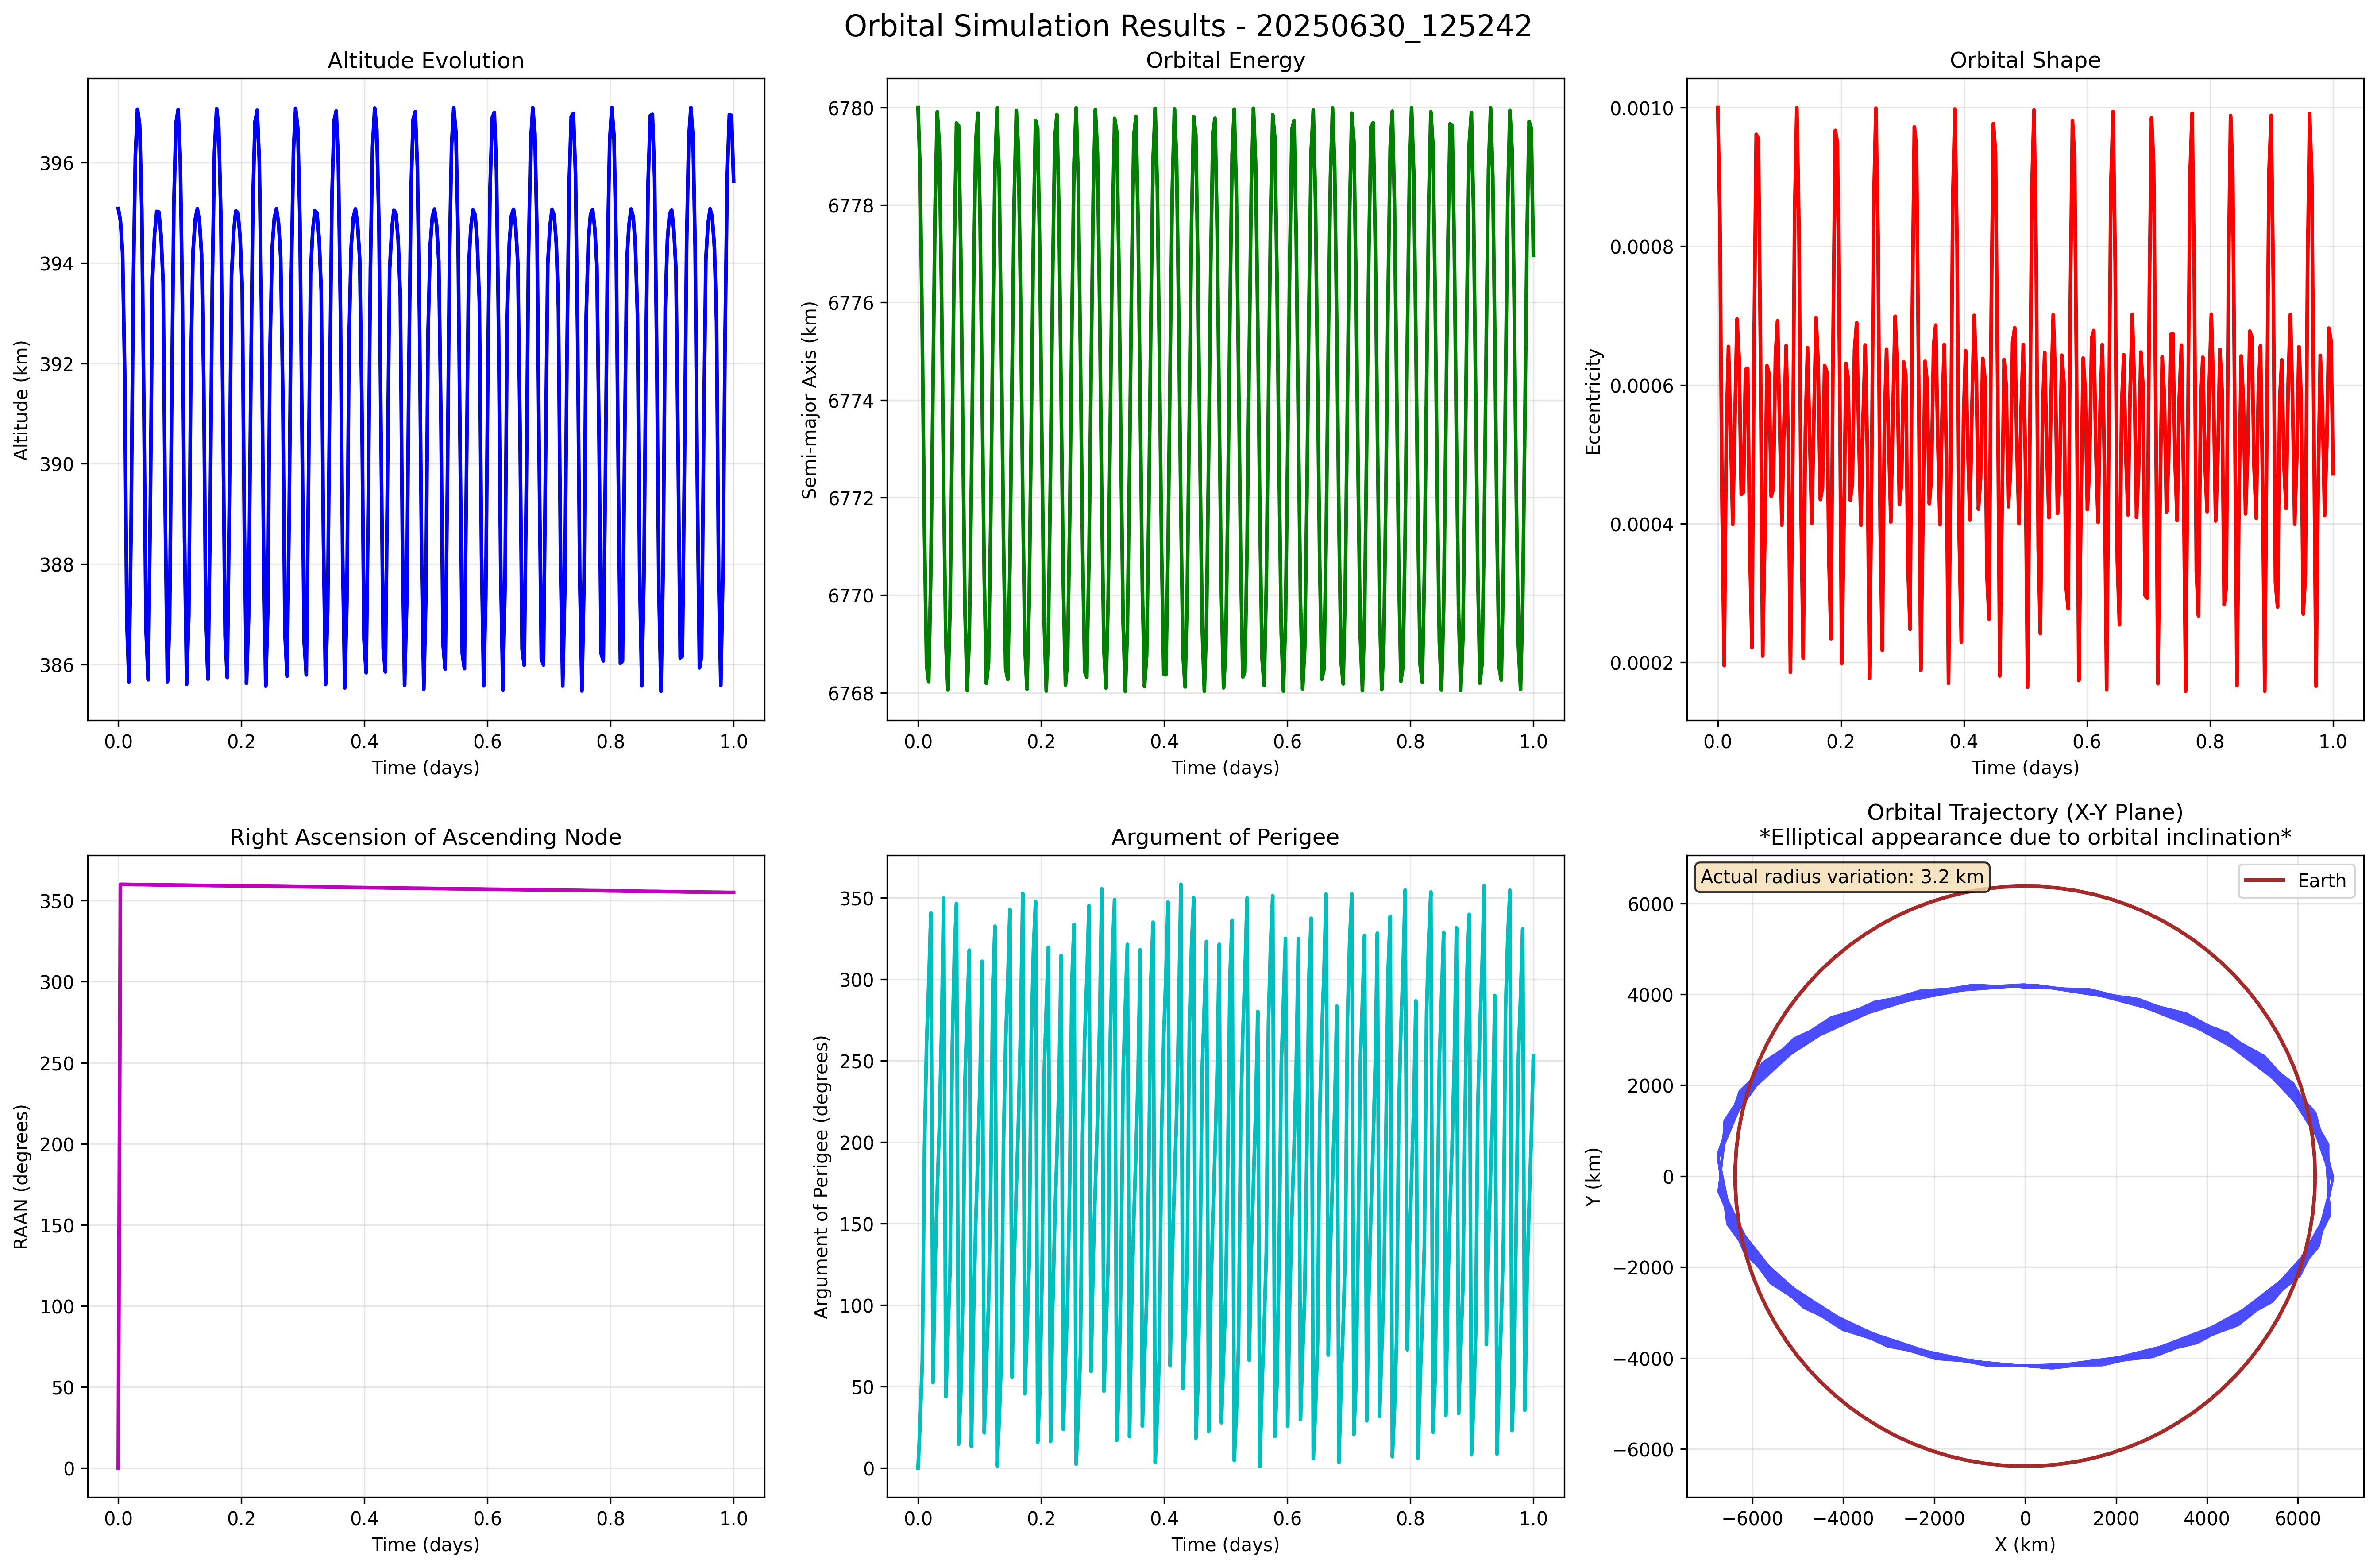 Orbital Simulation Results - 20250630_125242
Altitude Evolution
Altitude (km)
396
394
392
390
388
386
0.0 0.2 0.4 0.6 0.8 1.0
Time (days)
Orbital Energy
Semi-major Axis (km)
6780
6778
6776
6774
6772
6770
6768
0.0 0.2 0.4 0.6 0.8 1.0
Time (days)
Orbital Shape
Eccentricity
0.0010
0.0008
0.0006
0.0004
0.0002
0.0 0.2 0.4 0.6 0.8 1.0
Time (days)
Right Ascension of Ascending Node
RAAN (degrees)
350
300
250
200
150
100
50
0
0.0 0.2 0.4 0.6 0.8 1.0
Time (days)
Argument of Perigee
Argument of Perigee (degrees)
350
300
250
200
150
100
50
0
0.0 0.2 0.4 0.6 0.8 1.0
Time (days)
Orbital Trajectory (X-Y Plane)
*Elliptical appearance due to orbital inclination*
Actual radius variation: 3.2 km
Earth
Y (km)
6000
4000
2000
0
−2000
−4000
−6000
−6000 −4000 −2000 0 2000 4000 6000
X (km)